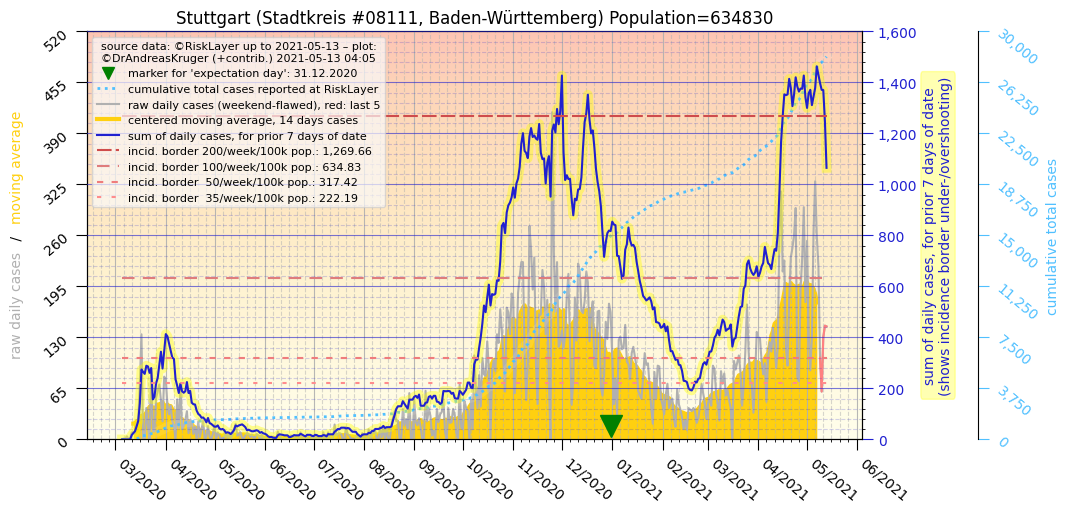 Stuttgart (Stadtkreis #08111, Baden-Württemberg) Population=634830
source data: ©RiskLayer up to 2021-05-13 – plot:
©DrAndreasKruger (+contrib.) 2021-05-13 04:05
marker for 'expectation day': 31.12.2020
cumulative total cases reported at RiskLayer
raw daily cases (weekend-flawed), red: last 5
centered moving average, 14 days cases
sum of daily cases, for prior 7 days of date
incid. border 200/week/100k pop.: 1,269.66
incid. border 100/week/100k pop.: 634.83
incid. border  50/week/100k pop.: 317.42
incid. border  35/week/100k pop.: 222.19
raw daily cases / moving average
520
455
390
325
260
195
130
65
0
03/2020
04/2020
05/2020
06/2020
07/2020
08/2020
09/2020
10/2020
11/2020
12/2020
01/2021
02/2021
03/2021
04/2021
05/2021
06/2021
1,600
1,400
1,200
1,000
800
600
400
200
0
sum of daily cases, for prior 7 days of date
(shows incidence border under-/overshooting)
30,000
26,250
22,500
18,750
15,000
11,250
7,500
3,750
0
cumulative total cases